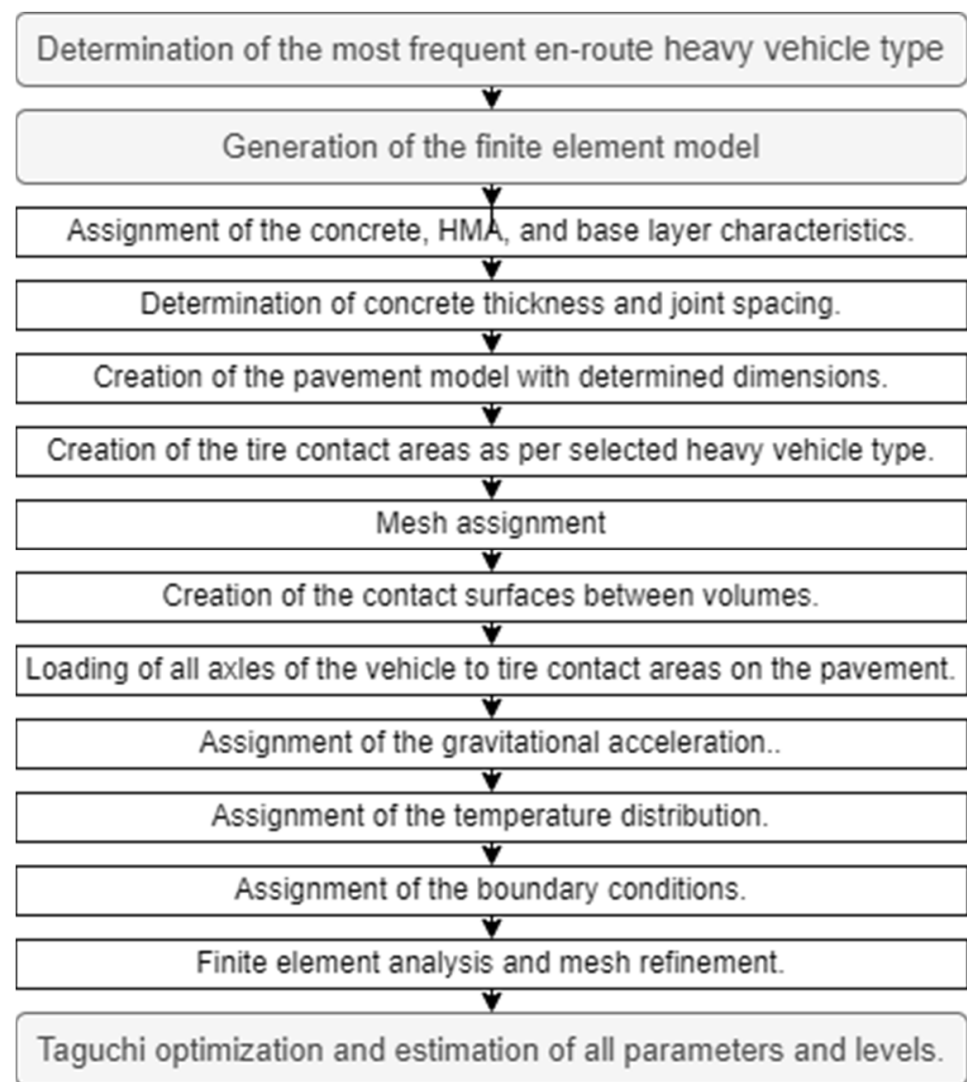 Determination of the most frequent en-route heavy vehicle type
Generation of the finite element model
Assignment of the concrete, HMA, and base layer characteristics.
Determination of concrete thickness and joint spacing.
Creation of the pavement model with determined dimensions.
Creation of the tire contact areas as per selected heavy vehicle type.
Mesh assignment
Creation of the contact surfaces between volumes.
Loading of all axles of the vehicle to tire contact areas on the pavement.
Assignment of the gravitational acceleration..
Assignment of the temperature distribution.
Assignment of the boundary conditions.
Finite element analysis and mesh refinement.
Taguchi optimization and estimation of all parameters and levels.